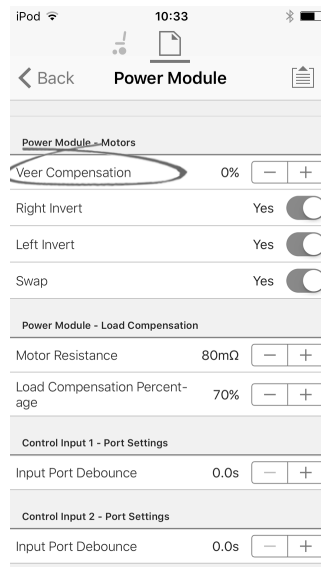 iPod 10:33
Back Power Module
Power Module - Motors
Veer Compensation 0% − +
Right Invert Yes
Left Invert Yes
Swap Yes
Power Module - Load Compensation
Motor Resistance 80mΩ − +
Load Compensation Percent-
age 70% − +
Control Input 1 - Port Settings
Input Port Debounce 0.0s − +
Control Input 2 - Port Settings
Input Port Debounce 0.0s − +